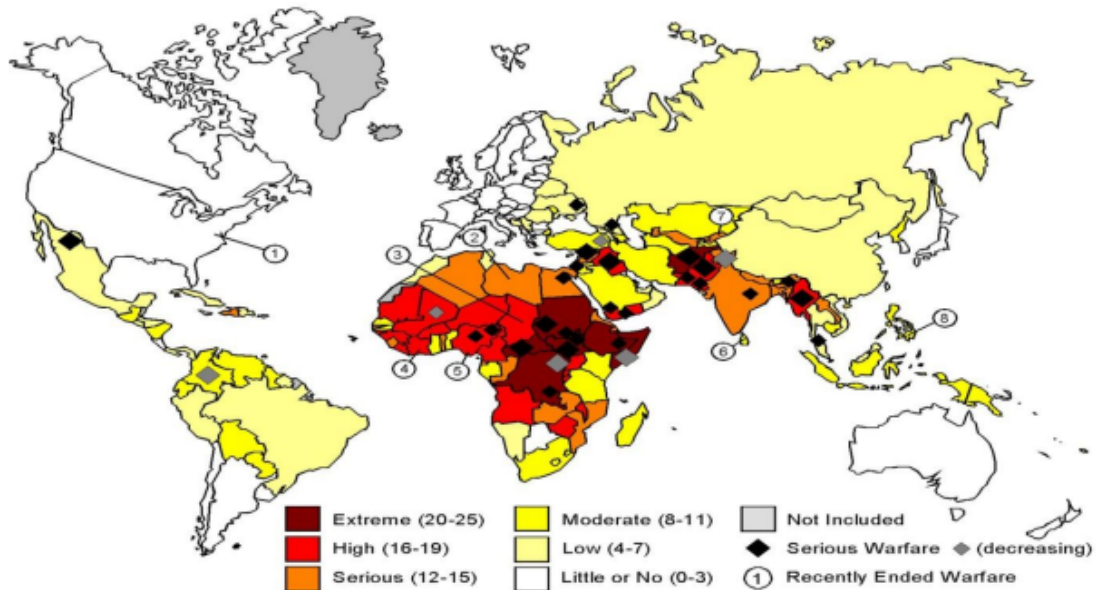 1
2
3
4
5
6
7
8
Extreme (20-25)
Moderate (8-11)
Not Included
High (16-19)
Low (4-7)
Serious Warfare
(decreasing)
Serious (12-15)
Little or No (0-3)
1 Recently Ended Warfare